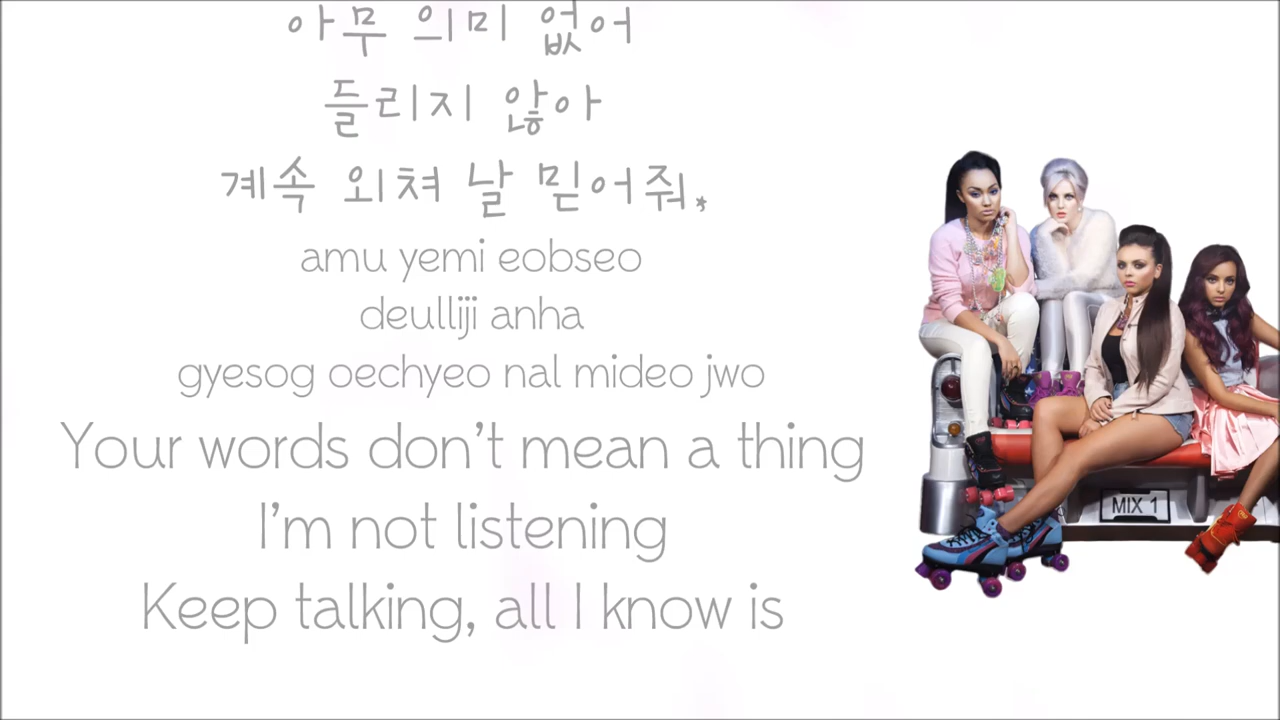 아무 의미 없어
들리지 않아
계속 외쳐 날 믿어줘.*
amu yemi eobseo
deulliji anha
gyesog oechyeo nal mideo jwo
Your words don't mean a thing
I'm not listening
Keep talking, all I know is
MIX 1